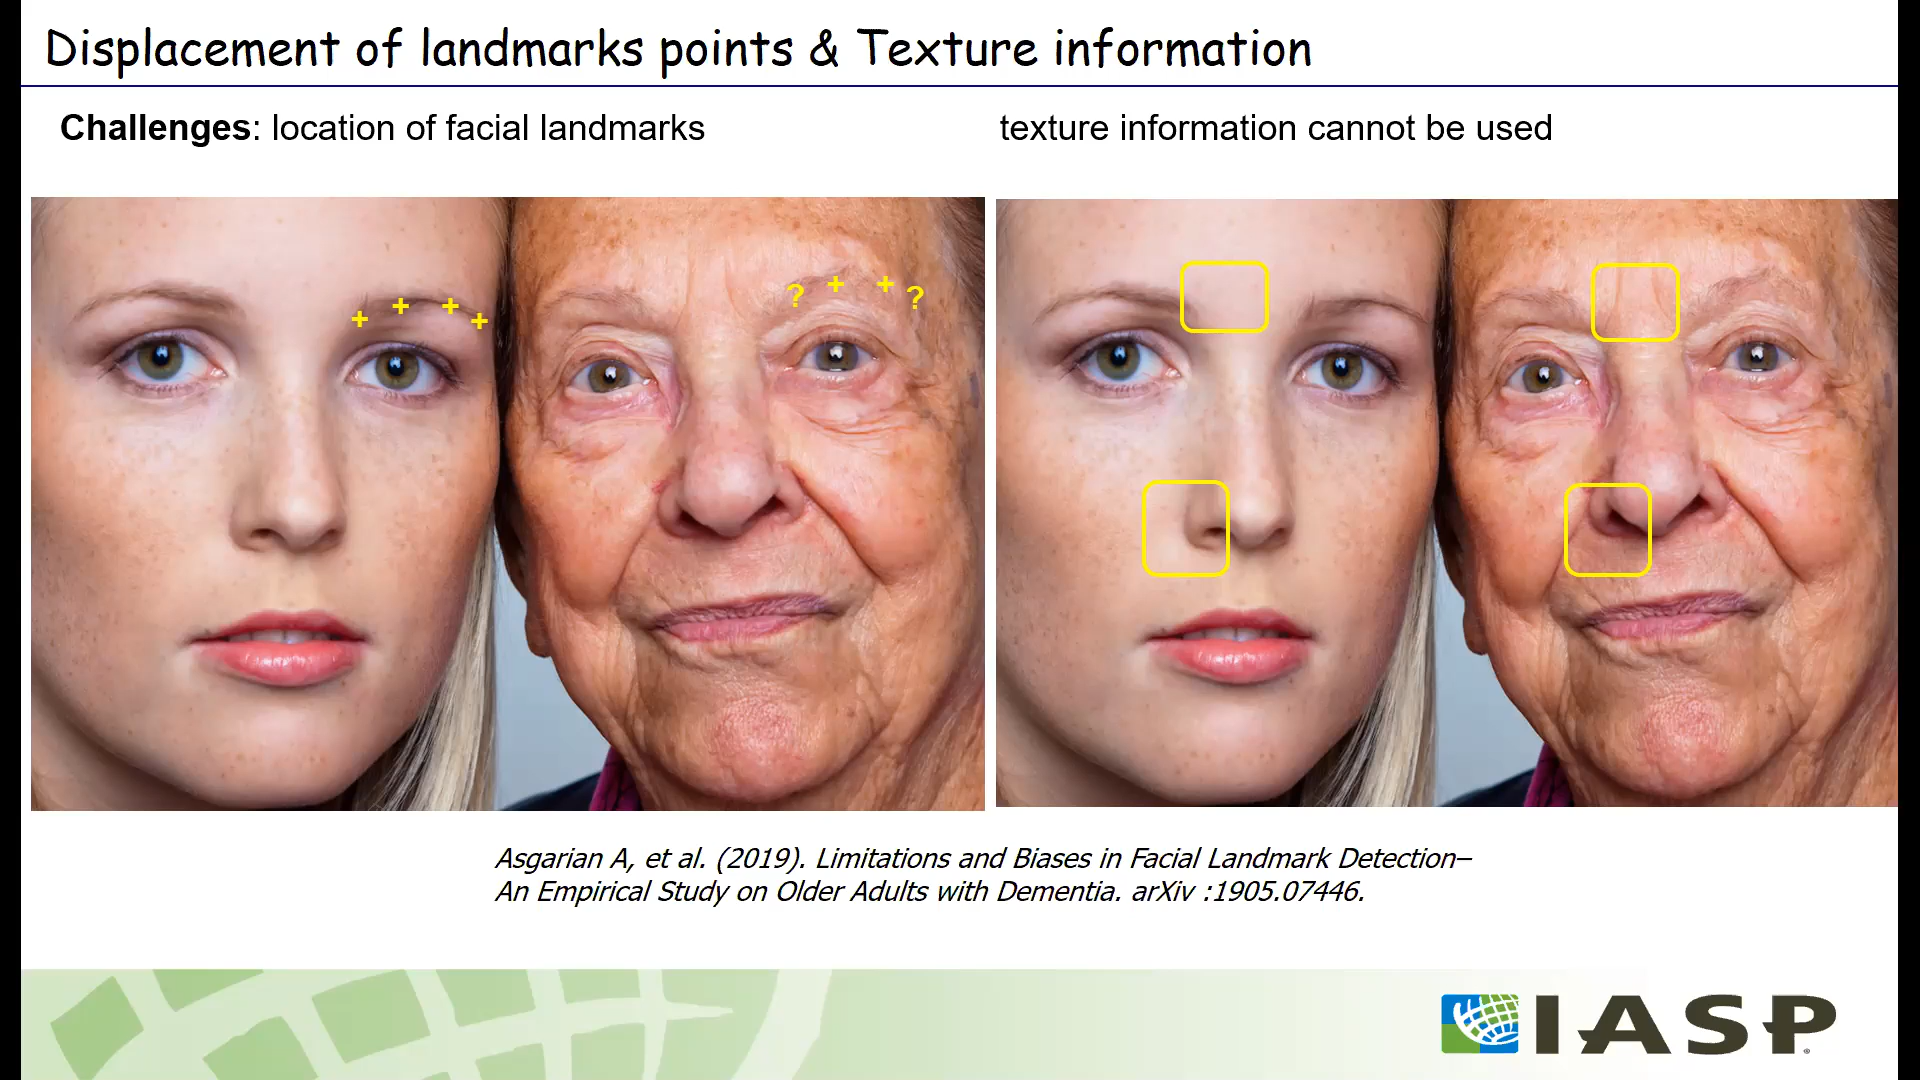 Displacement of landmarks points & Texture information
Challenges: location of facial landmarks
texture information cannot be used
+ + + +
? + + ?
Asgarian A, et al. (2019). Limitations and Biases in Facial Landmark Detection–
An Empirical Study on Older Adults with Dementia. arXiv :1905.07446.
IASP®